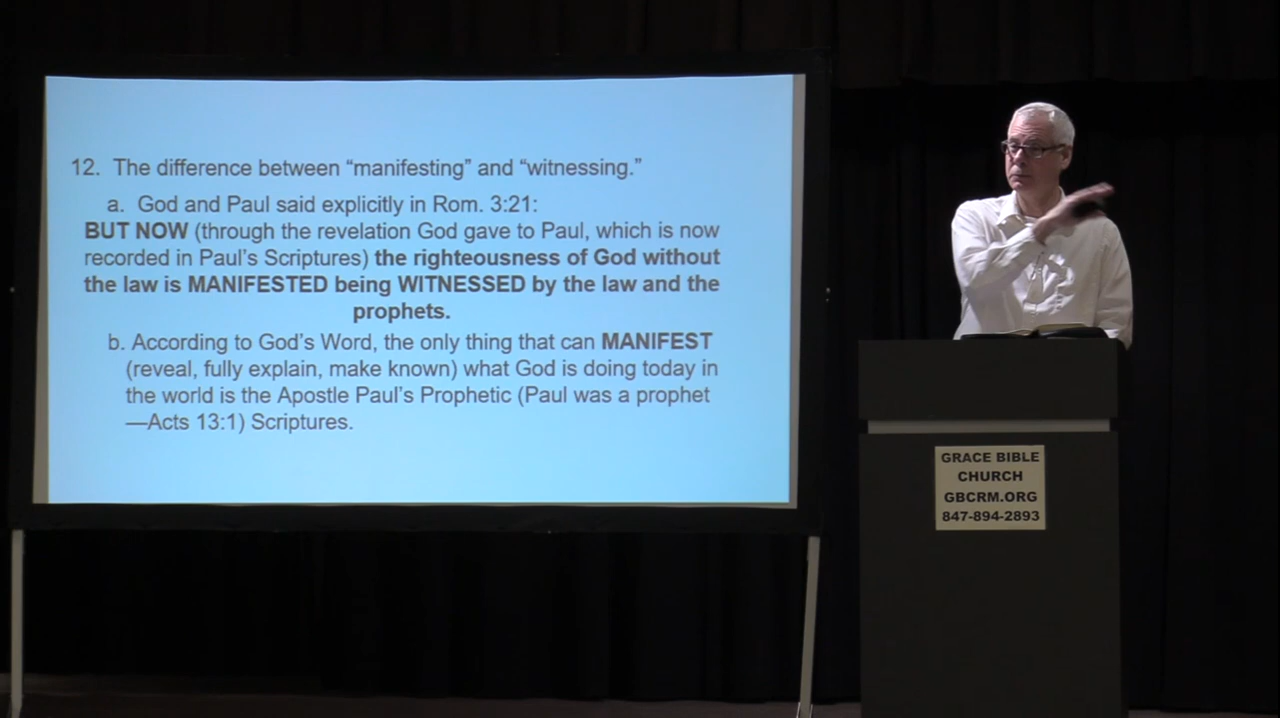 12. The difference between “manifesting” and “witnessing.”
a. God and Paul said explicitly in Rom. 3:21:
BUT NOW (through the revelation God gave to Paul, which is now
recorded in Paul’s Scriptures) the righteousness of God without
the law is MANIFESTED being WITNESSED by the law and the
prophets.
b. According to God’s Word, the only thing that can MANIFEST
(reveal, fully explain, make known) what God is doing today in
the world is the Apostle Paul’s Prophetic (Paul was a prophet
—Acts 13:1) Scriptures.
GRACE BIBLE
CHURCH
GBCRM.ORG
847-894-2893